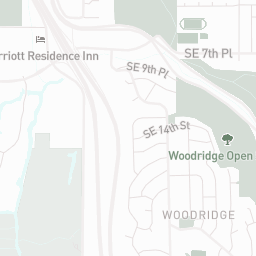 SE 7th Pl
rriott Residence Inn
SE 9th Pl
SE 14th St
Woodridge Open
WOODRIDGE